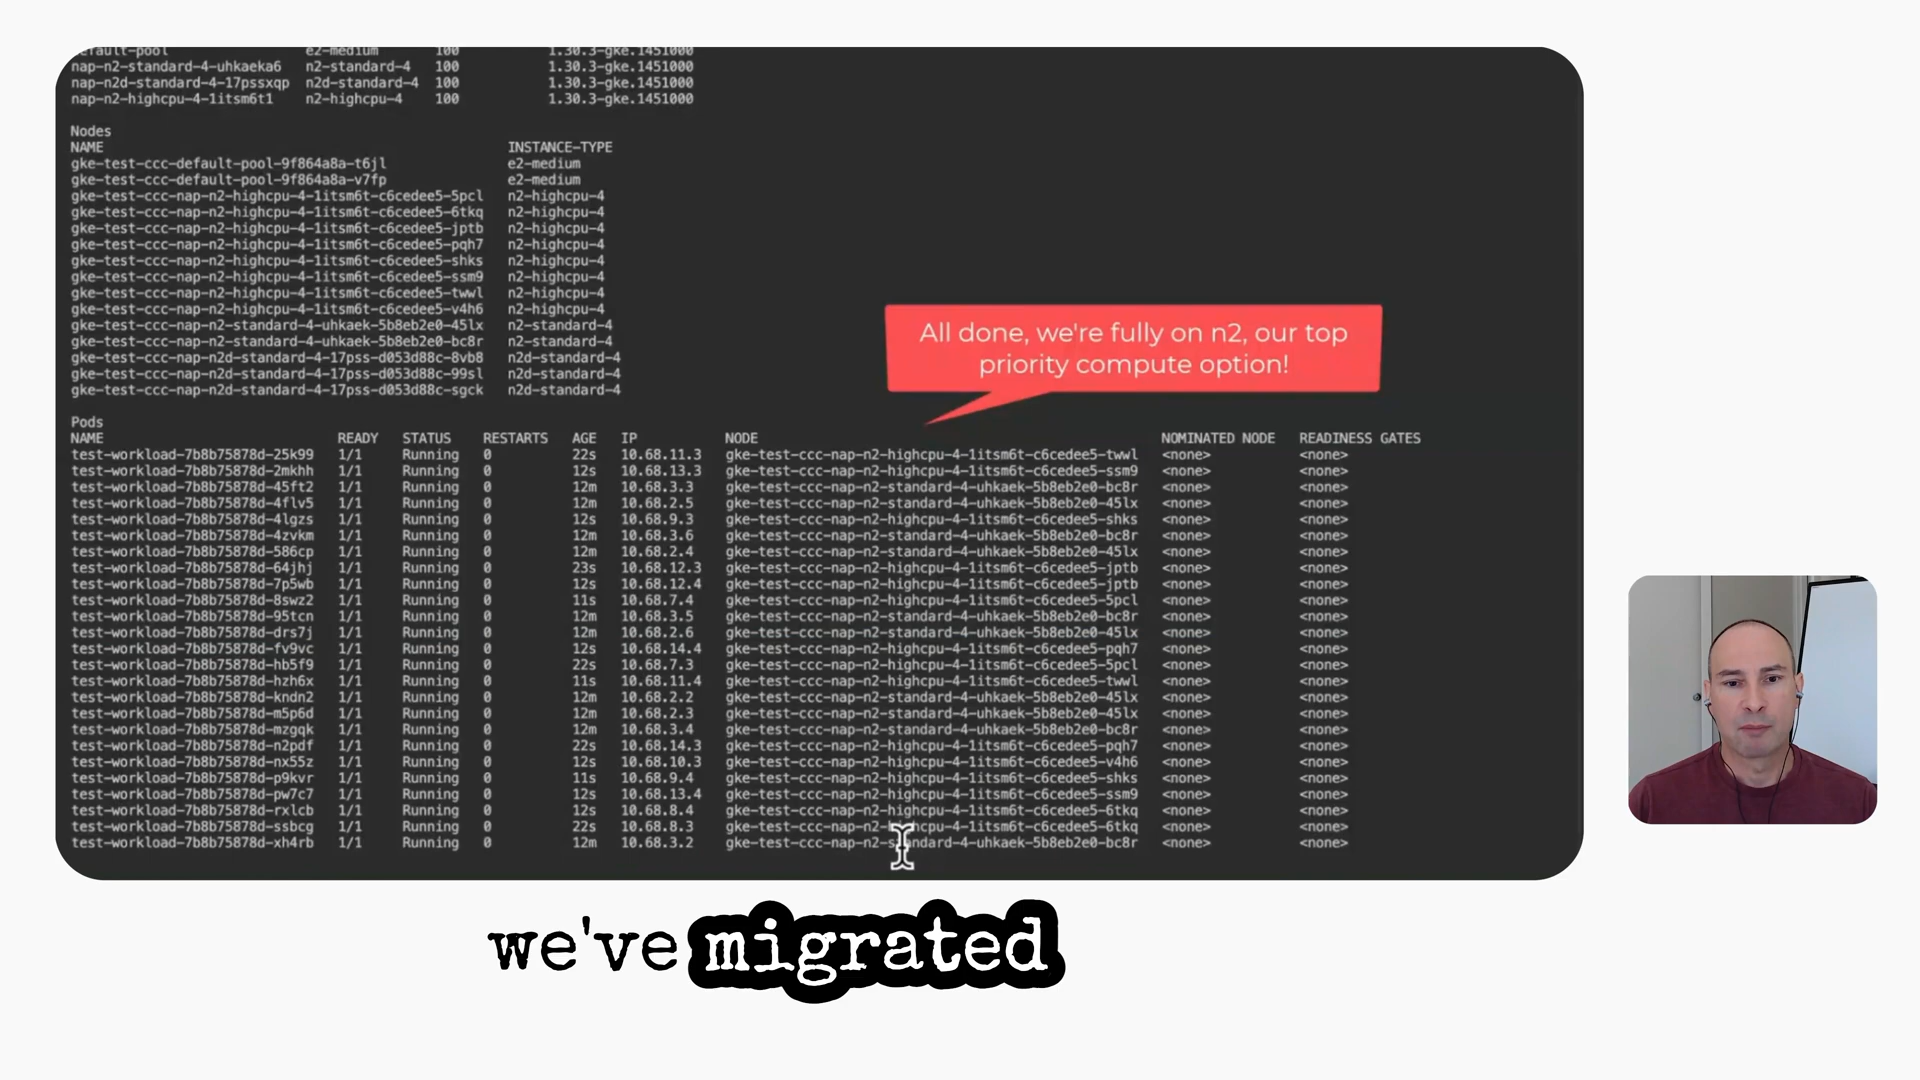 default-pool e2-medium 100 1.30.3-gke.1451000
nap-n2-standard-4-uhkaeka6 n2-standard-4 100 1.30.3-gke.1451000
nap-n2d-standard-4-17pssxqp n2d-standard-4 100 1.30.3-gke.1451000
nap-n2-highcpu-4-1itsm6t1 n2-highcpu-4 100 1.30.3-gke.1451000
Nodes
NAME INSTANCE-TYPE
gke-test-ccc-default-pool-9f864a8a-t6jl e2-medium
gke-test-ccc-default-pool-9f864a8a-v7fp e2-medium
gke-test-ccc-nap-n2-highcpu-4-1itsm6t-c6cedee5-5pcl n2-highcpu-4
gke-test-ccc-nap-n2-highcpu-4-1itsm6t-c6cedee5-6tkq n2-highcpu-4
gke-test-ccc-nap-n2-highcpu-4-1itsm6t-c6cedee5-jptb n2-highcpu-4
gke-test-ccc-nap-n2-highcpu-4-1itsm6t-c6cedee5-pqh7 n2-highcpu-4
gke-test-ccc-nap-n2-highcpu-4-1itsm6t-c6cedee5-shks n2-highcpu-4
gke-test-ccc-nap-n2-highcpu-4-1itsm6t-c6cedee5-ssm9 n2-highcpu-4
gke-test-ccc-nap-n2-highcpu-4-1itsm6t-c6cedee5-twwl n2-highcpu-4
gke-test-ccc-nap-n2-highcpu-4-1itsm6t-c6cedee5-v4h6 n2-highcpu-4
gke-test-ccc-nap-n2-standard-4-uhkaek-5b8eb2e0-45lx n2-standard-4
gke-test-ccc-nap-n2-standard-4-uhkaek-5b8eb2e0-bc8r n2-standard-4
gke-test-ccc-nap-n2d-standard-4-17pss-d053d88c-8vb8 n2d-standard-4
gke-test-ccc-nap-n2d-standard-4-17pss-d053d88c-99sl n2d-standard-4
gke-test-ccc-nap-n2d-standard-4-17pss-d053d88c-sgck n2d-standard-4
All done, we're fully on n2, our top
priority compute option!
Pods
NAME READY STATUS RESTARTS AGE IP NODE NOMINATED NODE READINESS GATES
test-workload-7b8b75878d-25k99 1/1 Running 0 22s 10.68.11.3 gke-test-ccc-nap-n2-highcpu-4-1itsm6t-c6cedee5-twwl <none> <none>
test-workload-7b8b75878d-2mkhh 1/1 Running 0 22s 10.68.13.3 gke-test-ccc-nap-n2-highcpu-4-1itsm6t-c6cedee5-ssm9 <none> <none>
test-workload-7b8b75878d-45ft2 1/1 Running 0 12m 10.68.3.3 gke-test-ccc-nap-n2-standard-4-uhkaek-5b8eb2e0-bc8r <none> <none>
test-workload-7b8b75878d-4flv5 1/1 Running 0 12m 10.68.2.5 gke-test-ccc-nap-n2-standard-4-uhkaek-5b8eb2e0-45lx <none> <none>
test-workload-7b8b75878d-4lgzs 1/1 Running 0 12s 10.68.9.3 gke-test-ccc-nap-n2-highcpu-4-1itsm6t-c6cedee5-shks <none> <none>
test-workload-7b8b75878d-4zvkm 1/1 Running 0 12m 10.68.3.6 gke-test-ccc-nap-n2-standard-4-uhkaek-5b8eb2e0-bc8r <none> <none>
test-workload-7b8b75878d-586cp 1/1 Running 0 12m 10.68.2.4 gke-test-ccc-nap-n2-standard-4-uhkaek-5b8eb2e0-45lx <none> <none>
test-workload-7b8b75878d-64jhj 1/1 Running 0 23s 10.68.12.3 gke-test-ccc-nap-n2-highcpu-4-1itsm6t-c6cedee5-jptb <none> <none>
test-workload-7b8b75878d-7p5wb 1/1 Running 0 12s 10.68.12.4 gke-test-ccc-nap-n2-highcpu-4-1itsm6t-c6cedee5-jptb <none> <none>
test-workload-7b8b75878d-8swz2 1/1 Running 0 11s 10.68.7.4 gke-test-ccc-nap-n2-highcpu-4-1itsm6t-c6cedee5-5pcl <none> <none>
test-workload-7b8b75878d-95tcn 1/1 Running 0 12m 10.68.3.5 gke-test-ccc-nap-n2-standard-4-uhkaek-5b8eb2e0-bc8r <none> <none>
test-workload-7b8b75878d-drs7j 1/1 Running 0 12m 10.68.2.6 gke-test-ccc-nap-n2-standard-4-uhkaek-5b8eb2e0-45lx <none> <none>
test-workload-7b8b75878d-fv9vc 1/1 Running 0 12s 10.68.14.4 gke-test-ccc-nap-n2-highcpu-4-1itsm6t-c6cedee5-pqh7 <none> <none>
test-workload-7b8b75878d-hb5f9 1/1 Running 0 22s 10.68.7.3 gke-test-ccc-nap-n2-highcpu-4-1itsm6t-c6cedee5-5pcl <none> <none>
test-workload-7b8b75878d-hzh6x 1/1 Running 0 11s 10.68.11.4 gke-test-ccc-nap-n2-highcpu-4-1itsm6t-c6cedee5-twwl <none> <none>
test-workload-7b8b75878d-kndn2 1/1 Running 0 12m 10.68.2.2 gke-test-ccc-nap-n2-standard-4-uhkaek-5b8eb2e0-45lx <none> <none>
test-workload-7b8b75878d-m5p6d 1/1 Running 0 12m 10.68.2.3 gke-test-ccc-nap-n2-standard-4-uhkaek-5b8eb2e0-45lx <none> <none>
test-workload-7b8b75878d-mzgqk 1/1 Running 0 12m 10.68.3.4 gke-test-ccc-nap-n2-standard-4-uhkaek-5b8eb2e0-bc8r <none> <none>
test-workload-7b8b75878d-n2pdf 1/1 Running 0 22s 10.68.14.3 gke-test-ccc-nap-n2-highcpu-4-1itsm6t-c6cedee5-pqh7 <none> <none>
test-workload-7b8b75878d-nx55z 1/1 Running 0 12s 10.68.10.3 gke-test-ccc-nap-n2-highcpu-4-1itsm6t-c6cedee5-v4h6 <none> <none>
test-workload-7b8b75878d-p9kvr 1/1 Running 0 11s 10.68.9.4 gke-test-ccc-nap-n2-highcpu-4-1itsm6t-c6cedee5-shks <none> <none>
test-workload-7b8b75878d-pw7c7 1/1 Running 0 12s 10.68.13.4 gke-test-ccc-nap-n2-highcpu-4-1itsm6t-c6cedee5-ssm9 <none> <none>
test-workload-7b8b75878d-rxlcb 1/1 Running 0 12s 10.68.8.4 gke-test-ccc-nap-n2-highcpu-4-1itsm6t-c6cedee5-6tkq <none> <none>
test-workload-7b8b75878d-ssbcg 1/1 Running 0 22s 10.68.8.3 gke-test-ccc-nap-n2-highcpu-4-1itsm6t-c6cedee5-6tkq <none> <none>
test-workload-7b8b75878d-xh4rb 1/1 Running 0 12m 10.68.3.2 gke-test-ccc-nap-n2-standard-4-uhkaek-5b8eb2e0-bc8r <none> <none>
we've migrated